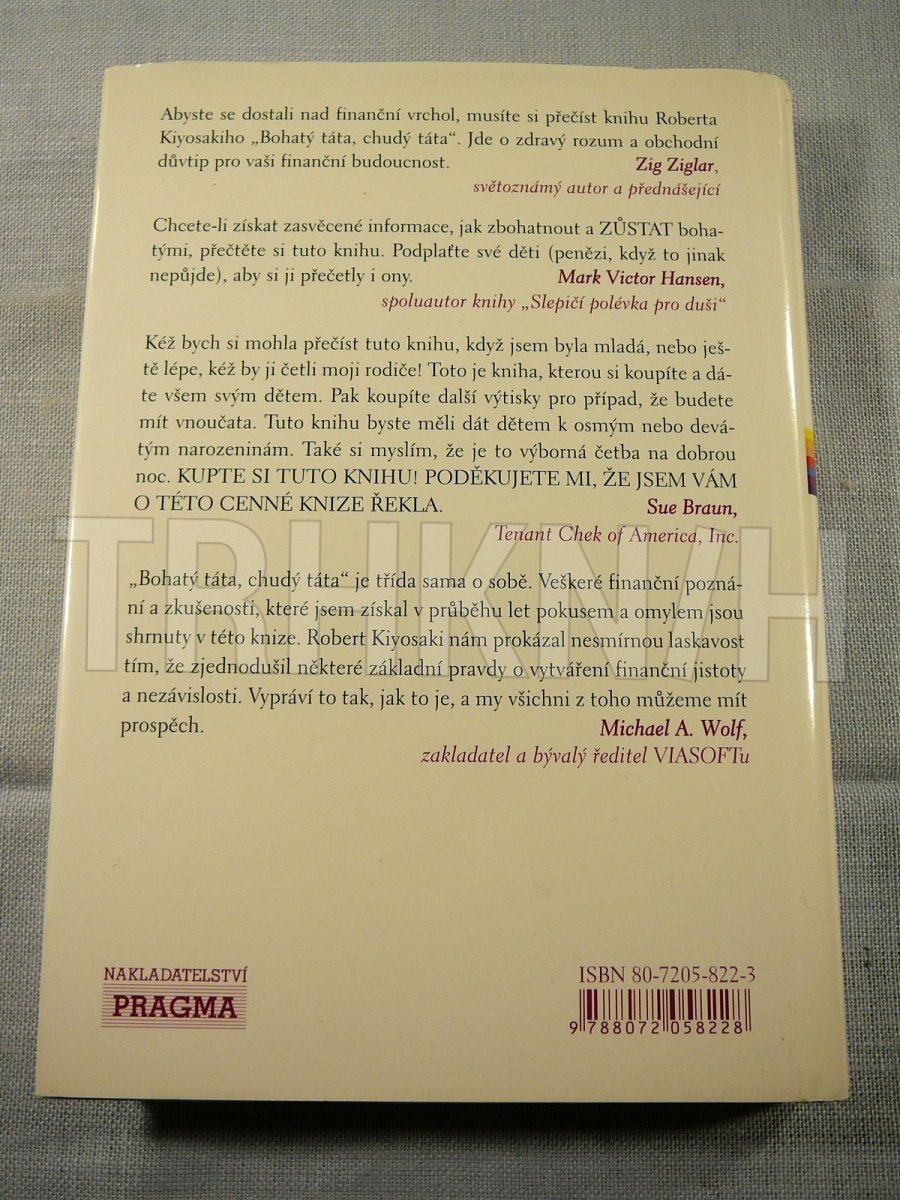 Abyste se dostali nad finanční vrchol, musíte si přečíst knihu Roberta
Kiyosakiho „Bohatý táta, chudý táta“. Jde o zdravý rozum a obchodní
důvtip pro vaši finanční budoucnost. Zig Ziglar,
světoznámý autor a přednášející
Chcete-li získat zasvěcené informace, jak zbohatnout a ZŮSTAT boha-
tými, přečtěte si tuto knihu. Podplaťte své děti (penězi, když to jinak
nepůjde), aby si ji přečetly i ony. Mark Victor Hansen,
spoluautor knihy „Slepičí polévka pro duši“
Kéž bych si mohla přečíst tuto knihu, když jsem byla mladá, nebo ješ-
tě lépe, kéž by ji četli moji rodiče! Toto je kniha, kterou si koupíte a dá-
te všem svým dětem. Pak koupíte další výtisky pro případ, že budete
mít vnoučata. Tuto knihu byste měli dát dětem k osmým nebo devá-
tým narozeninám. Také si myslím, že je to výborná četba na dobrou
noc. KUPTE SI TUTO KNIHU! PODĚKUJETE MI, ŽE JSEM VÁM
O TÉTO CENNÉ KNIZE ŘEKLA. Sue Braun,
Tenant Chek of America, Inc.
TRHKNIH
„Bohatý táta, chudý táta“ je třída sama o sobě. Veškeré finanční pozná-
ní a zkušenosti, které jsem získal v průběhu let pokusem a omylem jsou
shrnuty v této knize. Robert Kiyosaki nám prokázal nesmírnou laskavost
tím, že zjednodušil některé základní pravdy o vytváření finanční jistoty
a nezávislosti. Vypráví to tak, jak to je, a my všichni z toho můžeme mít
prospěch. Michael A. Wolf,
zakladatel a bývalý ředitel VIASOFTu
NAKLADATELSTVÍ
PRAGMA
ISBN 80-7205-822-3
9 788072 058228